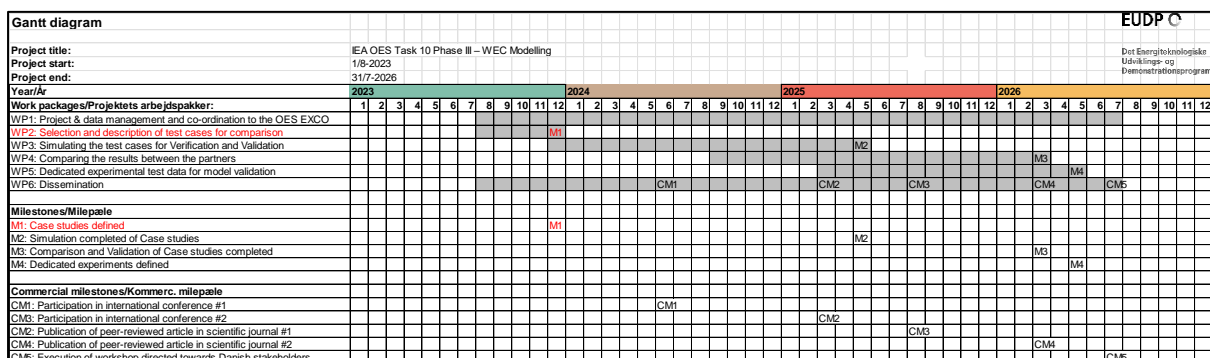 Gantt diagram
EUDP
Project title: IEA OES Task 10 Phase III – WEC Modelling
Det Energiteknologiske
Project start: 1/8-2023
Udviklings- og
Project end: 31/7-2026
Demonstrationsprogram
Year/År 2023 2024 2025 2026
Work packages/Projektets arbejdspakker: 1 2 3 4 5 6 7 8 9 10 11 12 1 2 3 4 5 6 7 8 9 10 11 12 1 2 3 4 5 6 7 8 9 10 11 12 1 2 3 4 5 6 7 8 9 10 11 12
WP1: Project & data management and co-ordination to the OES EXCO
WP2: Selection and description of test cases for comparison M1
WP3: Simulating the test cases for Verification and Validation M2
WP4: Comparing the results between the partners M3
WP5: Dedicated experimental test data for model validation M4
WP6: Dissemination CM1 CM2 CM3 CM4 CM5
Milestones/Milepæle
M1: Case studies defined M1
M2: Simulation completed of Case studies M2
M3: Comparison and Validation of Case studies completed M3
M4: Dedicated experiments defined M4
Commercial milestones/Kommerc. milepæle
CM1: Participation in international conference #1 CM1
CM3: Participation in international conference #2 CM2
CM2: Publication of peer-reviewed article in scientific journal #1 CM3
CM4: Publication of peer-reviewed article in scientific journal #2 CM4
CM5: Execution of workshop directed towards Danish stakeholders CM5